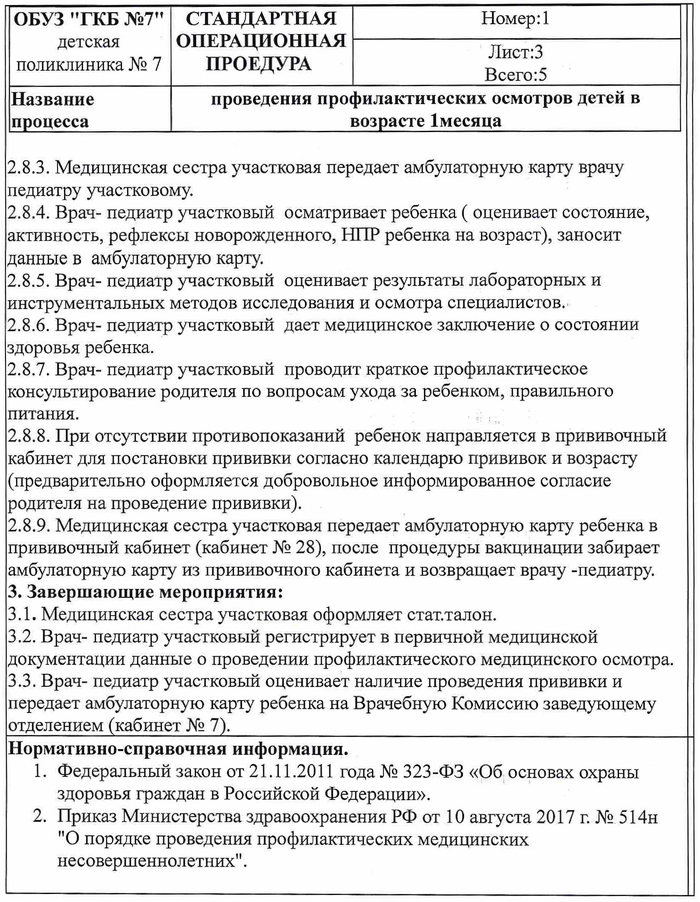 ОБУЗ "ГКБ №7"
детская
поликлиника № 7
СТАНДАРТНАЯ
ОПЕРАЦИОННАЯ
ПРОЕДУРА
Номер:1
Лист:3
Всего:5
Название
процесса
проведения профилактических осмотров детей в
возрасте 1месяца
2.8.3. Медицинская сестра участковая передает амбулаторную карту врачу
педиатру участковому.
2.8.4. Врач- педиатр участковый осматривает ребенка ( оценивает состояние,
активность, рефлексы новорожденного, НПР ребенка на возраст), заносит
данные в амбулаторную карту.
2.8.5. Врач- педиатр участковый оценивает результаты лабораторных и
инструментальных методов исследования и осмотра специалистов.
2.8.6. Врач- педиатр участковый дает медицинское заключение о состоянии
здоровья ребенка.
2.8.7. Врач- педиатр участковый проводит краткое профилактическое
консультирование родителя по вопросам ухода за ребенком, правильного
питания.
2.8.8. При отсутствии противопоказаний ребенок направляется в прививочный
кабинет для постановки прививки согласно календарю прививок и возрасту
(предварительно оформляется добровольное информированное согласие
родителя на проведение прививки).
2.8.9. Медицинская сестра участковая передает амбулаторную карту ребенка в
прививочный кабинет (кабинет № 28), после процедуры вакцинации забирает
амбулаторную карту из прививочного кабинета и возвращает врачу -педиатру.
3. Завершающие мероприятия:
3.1. Медицинская сестра участковая оформляет стат.талон.
3.2. Врач- педиатр участковый регистрирует в первичной медицинской
документации данные о проведении профилактического медицинского осмотра.
3.3. Врач- педиатр участковый оценивает наличие проведения прививки и
передает амбулаторную карту ребенка на Врачебную Комиссию заведующему
отделением (кабинет № 7).
Нормативно-справочная информация.
1. Федеральный закон от 21.11.2011 года № 323-ФЗ «Об основах охраны
здоровья граждан в Российской Федерации».
2. Приказ Министерства здравоохранения РФ от 10 августа 2017 г. № 514н
"О порядке проведения профилактических медицинских
несовершеннолетних".